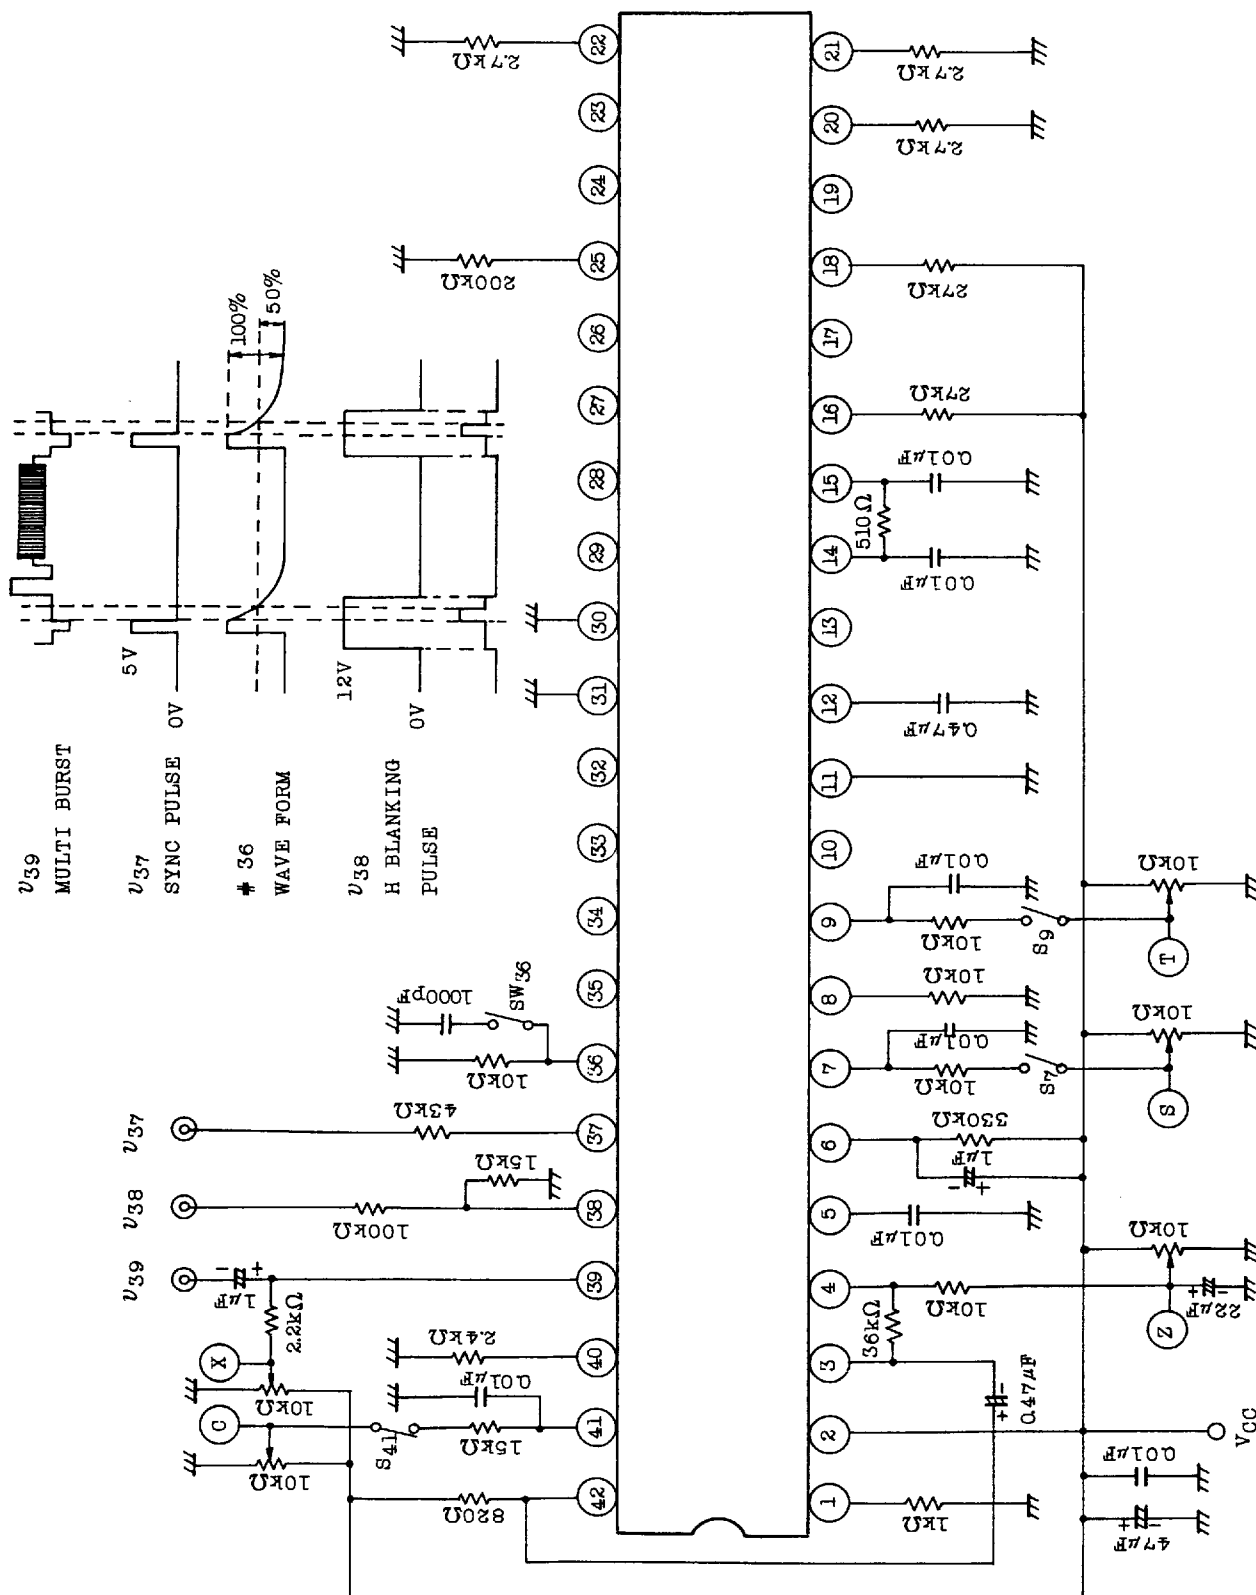 v39
MULTI BURST
v37
SYNC PULSE
5V
0V
# 36
WAVE FORM
100%
50%
v38
H BLANKING
PULSE
12V
0V
v39
v38
v37
C
X
10kΩ
10kΩ
2.2kΩ
1μF
- +
S41
15kΩ
0.01μF
2.4kΩ
820Ω
100kΩ
15kΩ
43kΩ
10kΩ
1000pF
SW36
200kΩ
2.7kΩ
42
41
40
39
38
37
36
35
34
33
32
31
30
29
28
27
26
25
24
23
22
1
2
3
4
5
6
7
8
9
10
11
12
13
14
15
16
17
18
19
20
21
1kΩ
36kΩ
10kΩ
0.01μF
1μF
- +
330kΩ
10kΩ
0.01μF
10kΩ
10kΩ
0.01μF
0.47μF
0.01μF
510Ω
0.01μF
27kΩ
27kΩ
2.7kΩ
2.7kΩ
+ -
0.47μF
S7
S9
47μF
+ -
0.01μF
VCC
Z
22μF
+ -
10kΩ
S
10kΩ
T
10kΩ